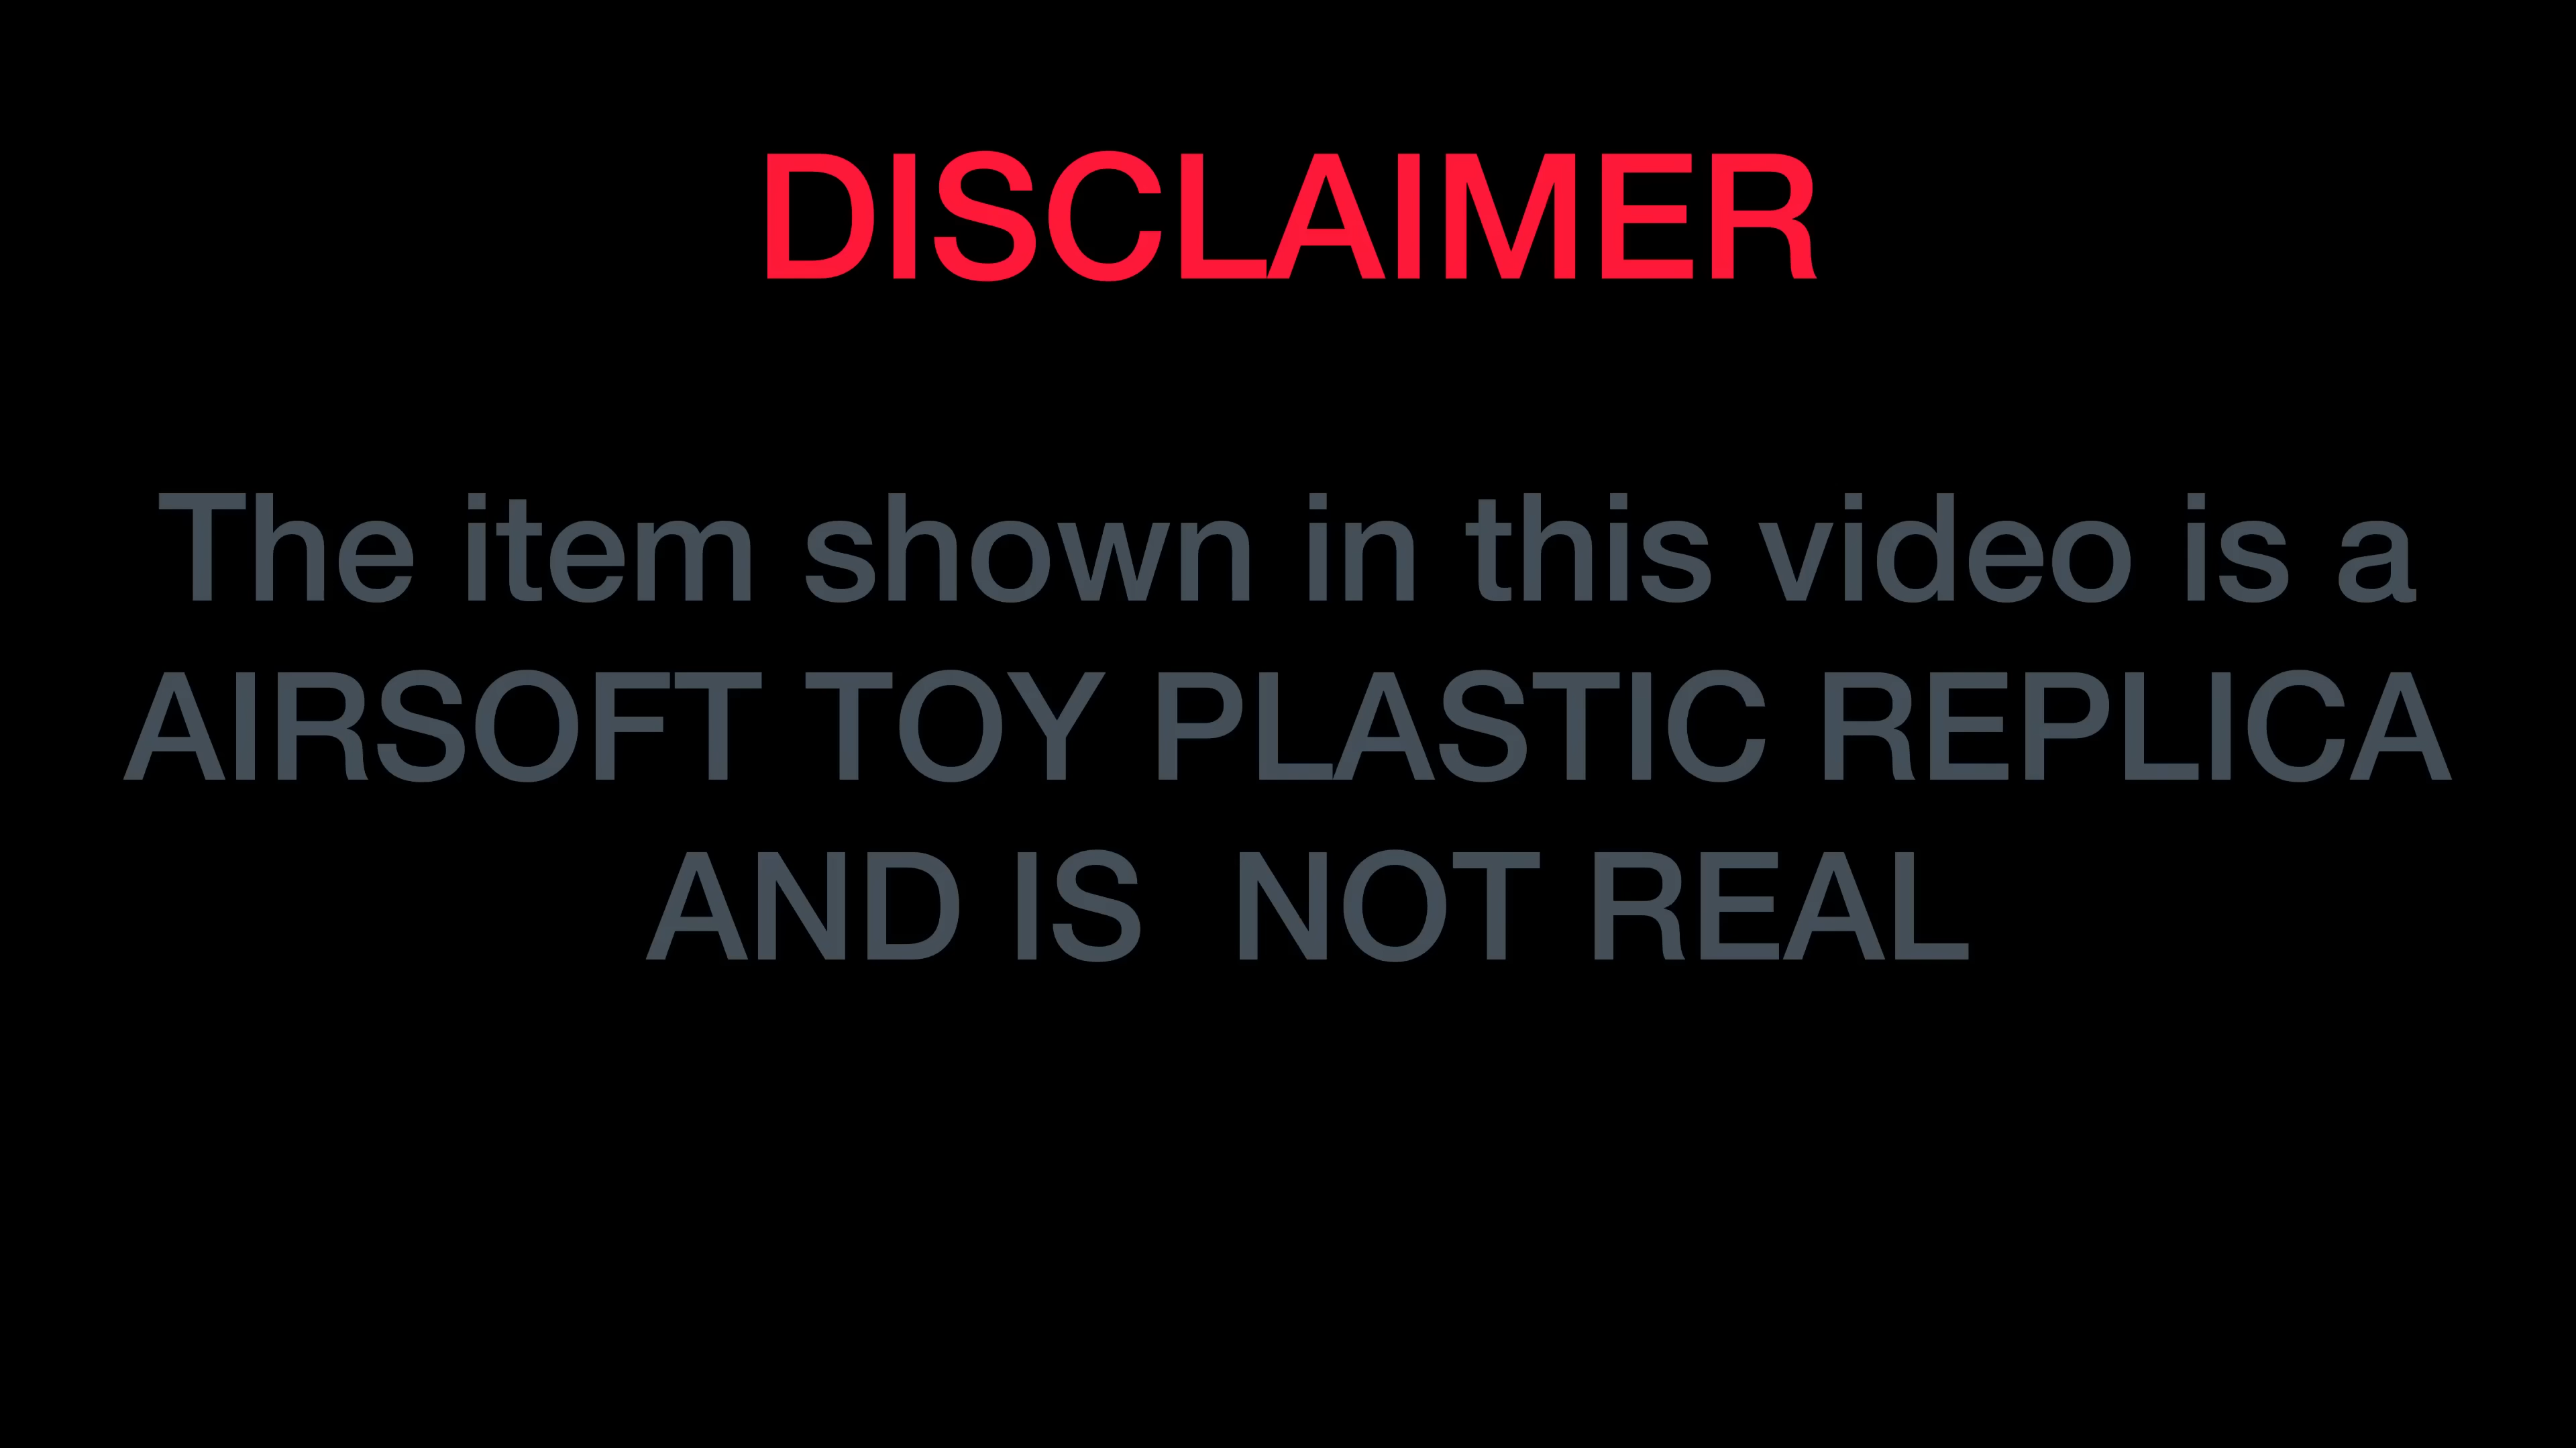 DISCLAIMER
The item shown in this video is a
AIRSOFT TOY PLASTIC REPLICA
AND IS  NOT REAL